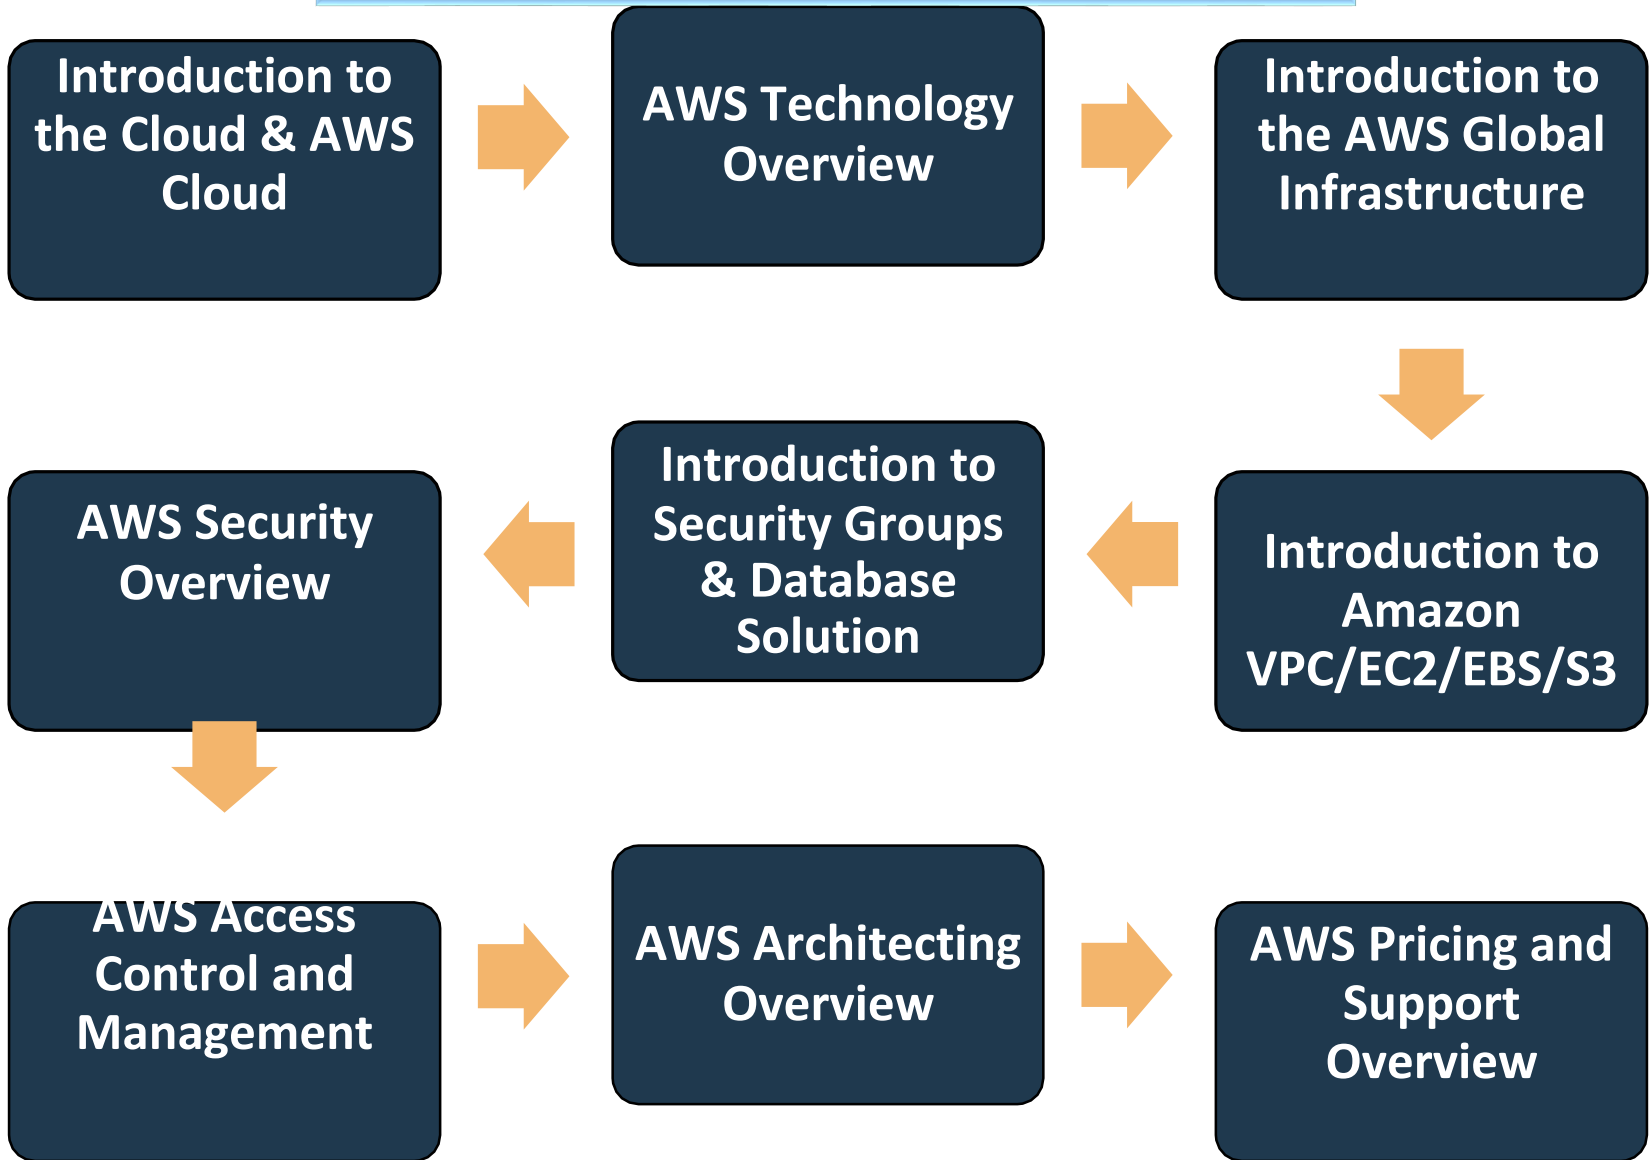 Introduction to
the Cloud & AWS
Cloud
AWS Technology
Overview
Introduction to
the AWS Global
Infrastructure
Introduction to
Amazon
VPC/EC2/EBS/S3
Introduction to
Security Groups
& Database
Solution
AWS Security
Overview
AWS Access
Control and
Management
AWS Architecting
Overview
AWS Pricing and
Support
Overview